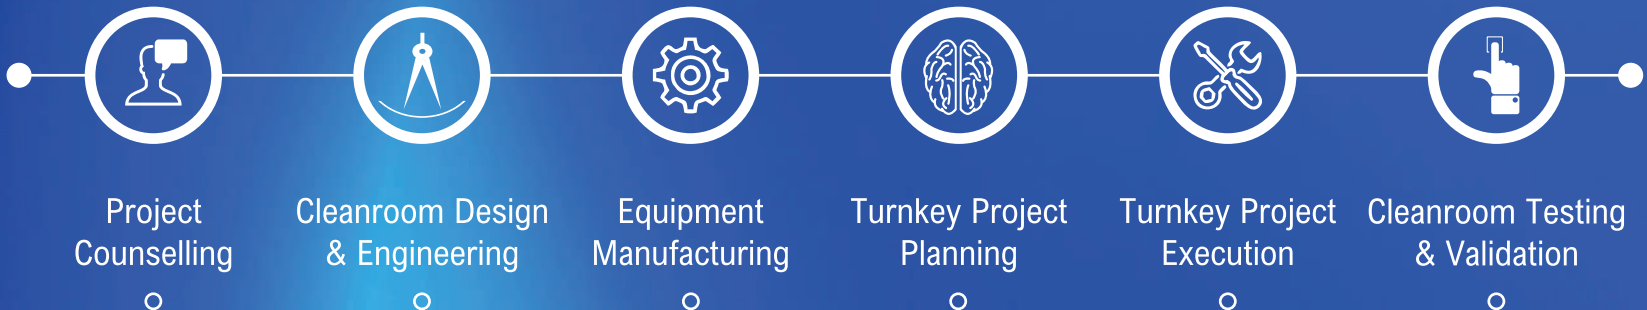 Project
Counselling
Cleanroom Design
& Engineering
Equipment
Manufacturing
Turnkey Project
Planning
Turnkey Project
Execution
Cleanroom Testing
& Validation